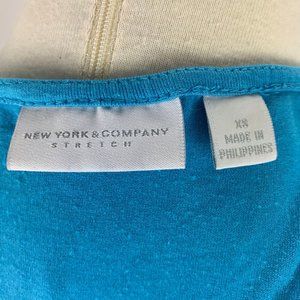 NEW YORK & COMPANY
STRETCH
XS
MADE IN
PHILIPPINES